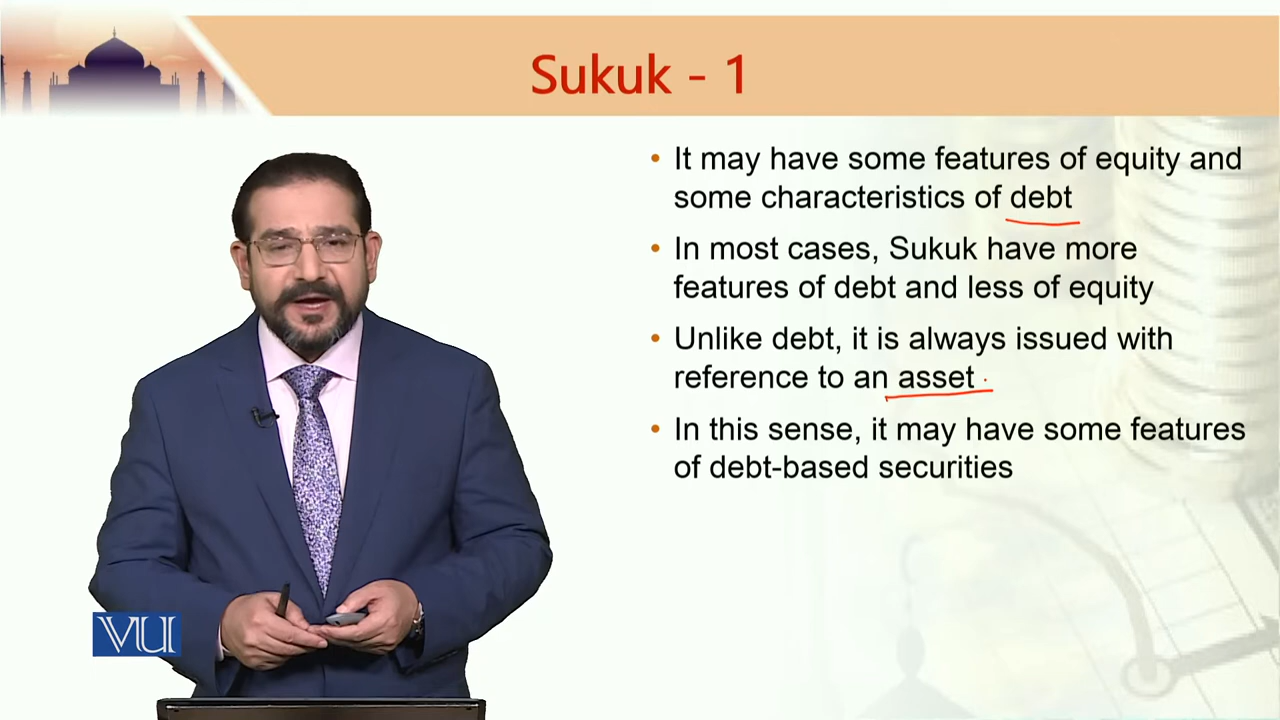 Sukuk - 1
• It may have some features of equity and
some characteristics of debt
• In most cases, Sukuk have more
features of debt and less of equity
• Unlike debt, it is always issued with
reference to an asset
• In this sense, it may have some features
of debt-based securities
VU